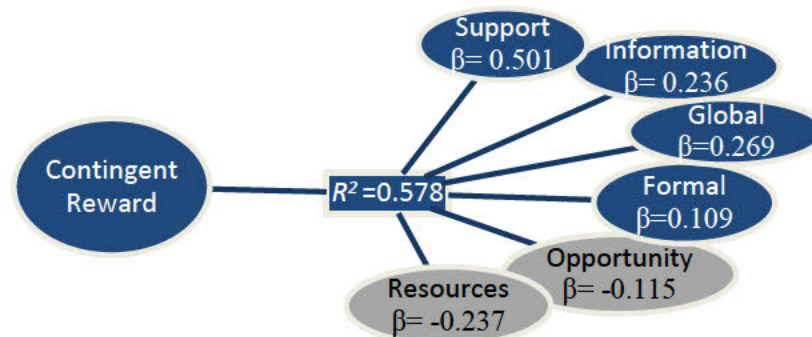 Support
β= 0.501
Information
β= 0.236
Global
β=0.269
Contingent
Reward
R² =0.578
Formal
β=0.109
Opportunity
β= -0.115
Resources
β= -0.237